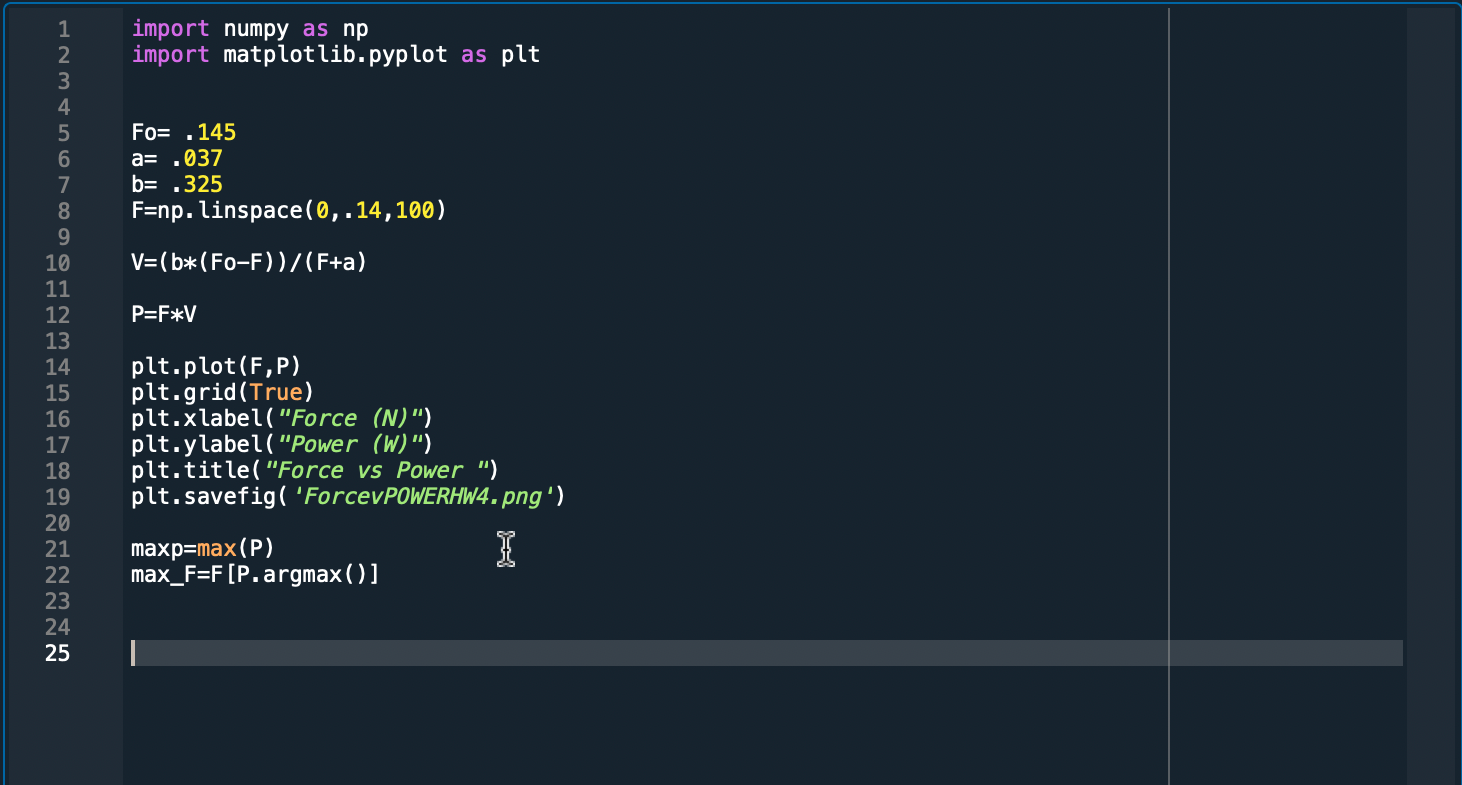 1 import numpy as np
2 import matplotlib.pyplot as plt
3
4
5 Fo= .145
6 a= .037
7 b= .325
8 F=np.linspace(0,.14,100)
9
10 V=(b*(Fo-F))/(F+a)
11
12 P=F*V
13
14 plt.plot(F,P)
15 plt.grid(True)
16 plt.xlabel("Force (N)")
17 plt.ylabel("Power (W)")
18 plt.title("Force vs Power ")
19 plt.savefig('ForcevPOWERHW4.png')
20
21 maxp=max(P)
22 max_F=F[P.argmax()]
23
24
25